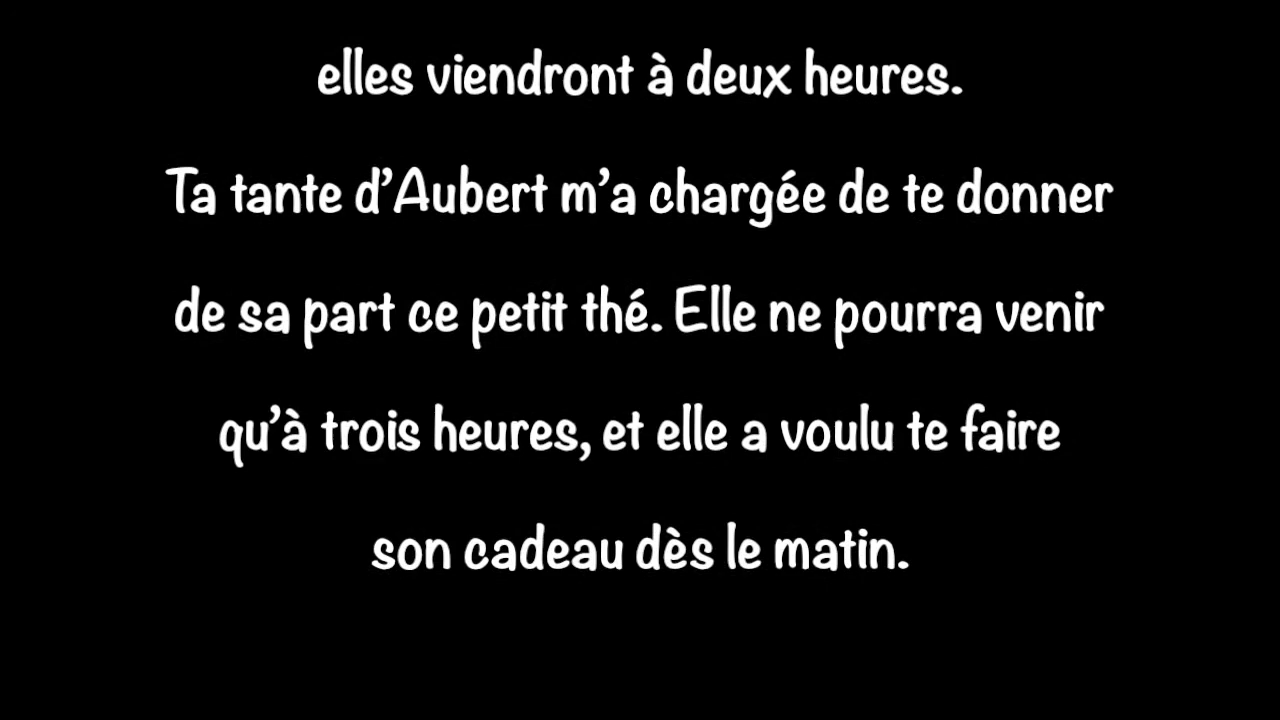 elles viendront à deux heures.
Ta tante d’Aubert m’a chargée de te donner
de sa part ce petit thé. Elle ne pourra venir
qu’à trois heures, et elle a voulu te faire
son cadeau dès le matin.